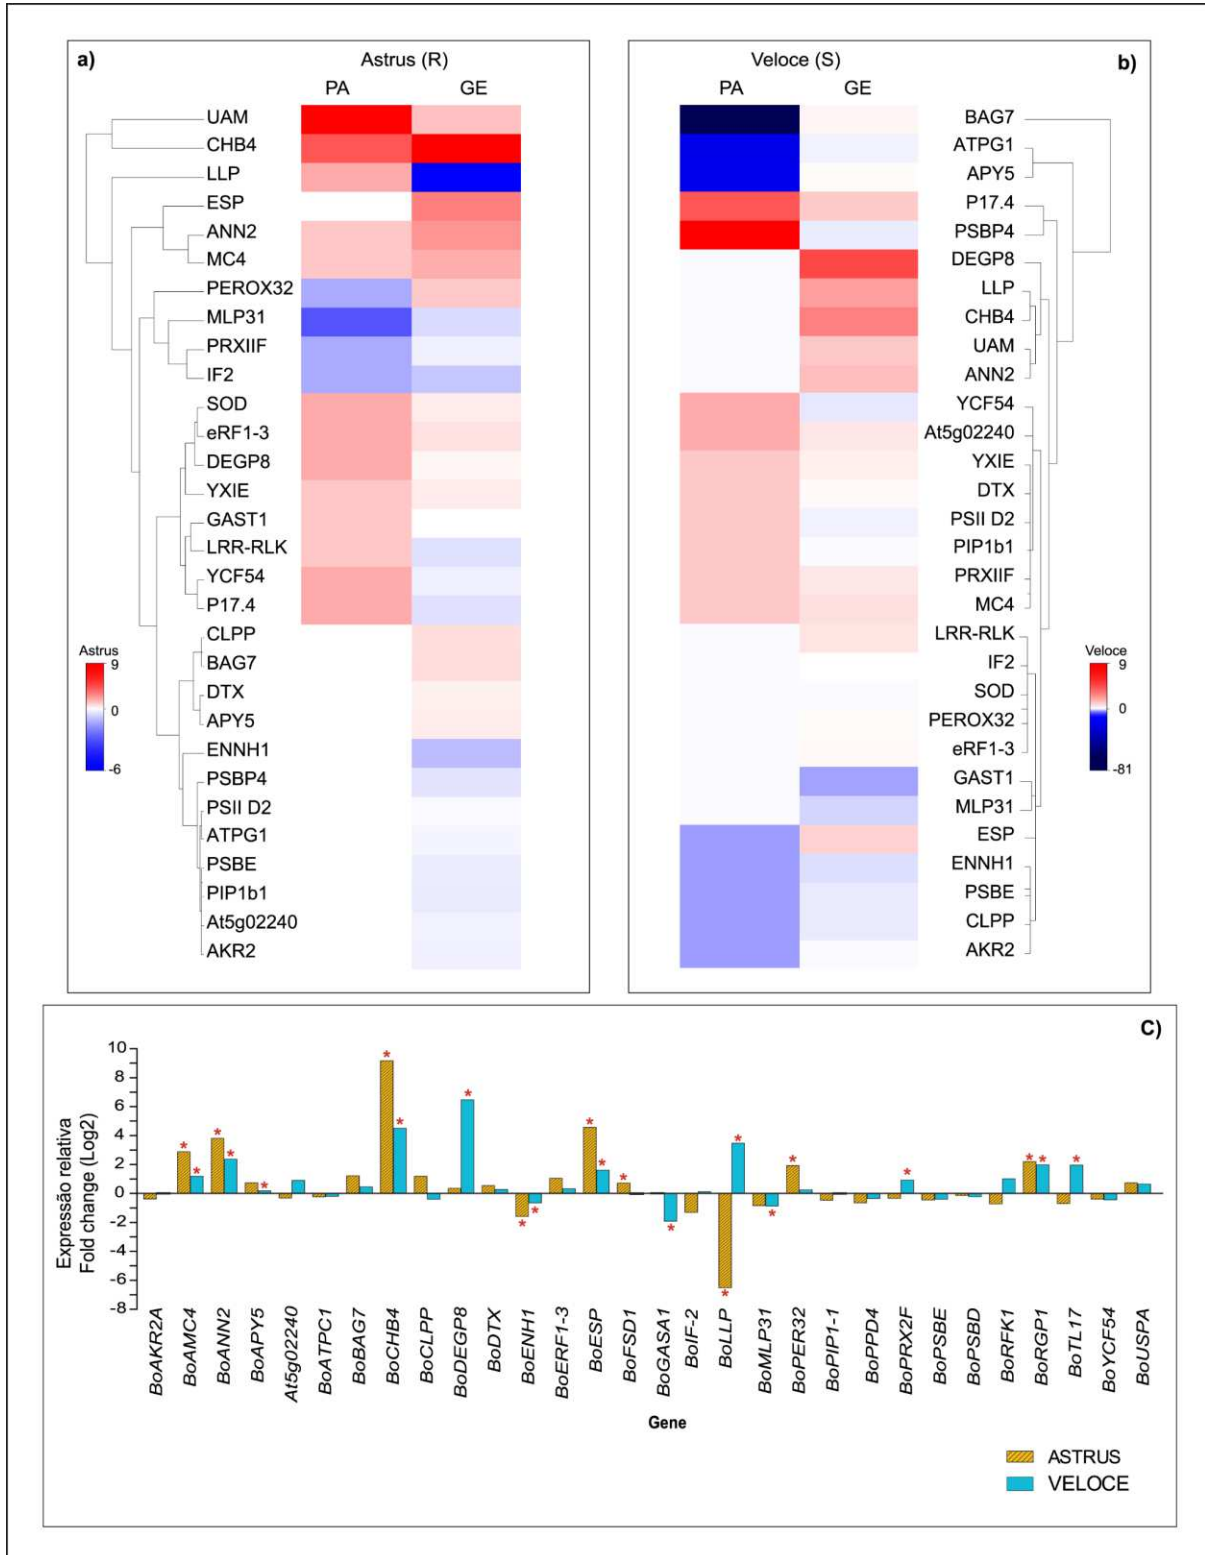 a)
Astrus (R)
PA GE
UAM
CHB4
LLP
ESP
ANN2
MC4
PEROX32
MLP31
PRXIIF
IF2
SOD
eRF1-3
DEGP8
YXIE
GAST1
LRR-RLK
YCF54
P17.4
CLPP
BAG7
DTX
APY5
ENNH1
PSBP4
PSII D2
ATPG1
PSBE
PIP1b1
At5g02240
AKR2
Astrus
9
0
-6
Veloce (S)
b)
PA GE
BAG7
ATPG1
APY5
P17.4
PSBP4
DEGP8
LLP
CHB4
UAM
ANN2
YCF54
At5g02240
YXIE
DTX
PSII D2
PIP1b1
PRXIIF
MC4
LRR-RLK
IF2
SOD
PEROX32
eRF1-3
GAST1
MLP31
ESP
ENNH1
PSBE
CLPP
AKR2
Veloce
9
0
-81
C)
Expressão relativa
Fold change (Log2)
10
8
6
4
2
0
-2
-4
-6
-8
BoAKR2A
BoAMC4
BoANN2
BoAPY5
At5g02240
BoATPC1
BoBAG7
BoCHB4
BoCLPP
BoDEGP8
BoDTX
BoENH1
BoERF1-3
BoESP
BoFSD1
BoGASA1
BoIF-2
BoLLP
BoMLP31
BoPER32
BoPIP1-1
BoPPD4
BoPRX2F
BoPSBE
BoPSBD
BoRFK1
BoRGP1
BoTL17
BoYCF54
BoUSPA
Gene
ASTRUS
VELOCE